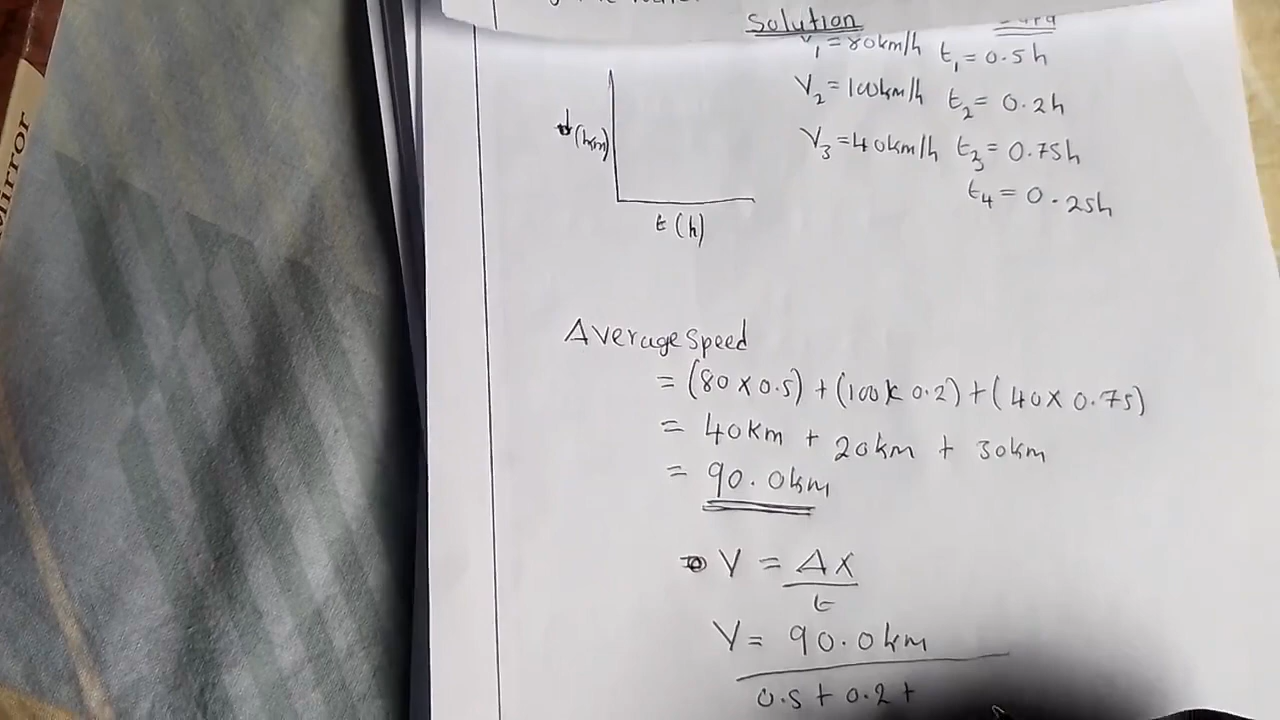 Solution
V₁ = 80km/h t₁ = 0.5h
V₂ = 100km/h t₂ = 0.2h
V₃ = 40km/h t₃ = 0.75h
t₄ = 0.25h
d (km)
t (h)
Average speed
= (80 x 0.5) + (100 x 0.2) + (40 x 0.75)
= 40km + 20km + 30km
= 90.0km
V = ΔX
t
V = 90.0km
0.5 + 0.2 +
Mirror